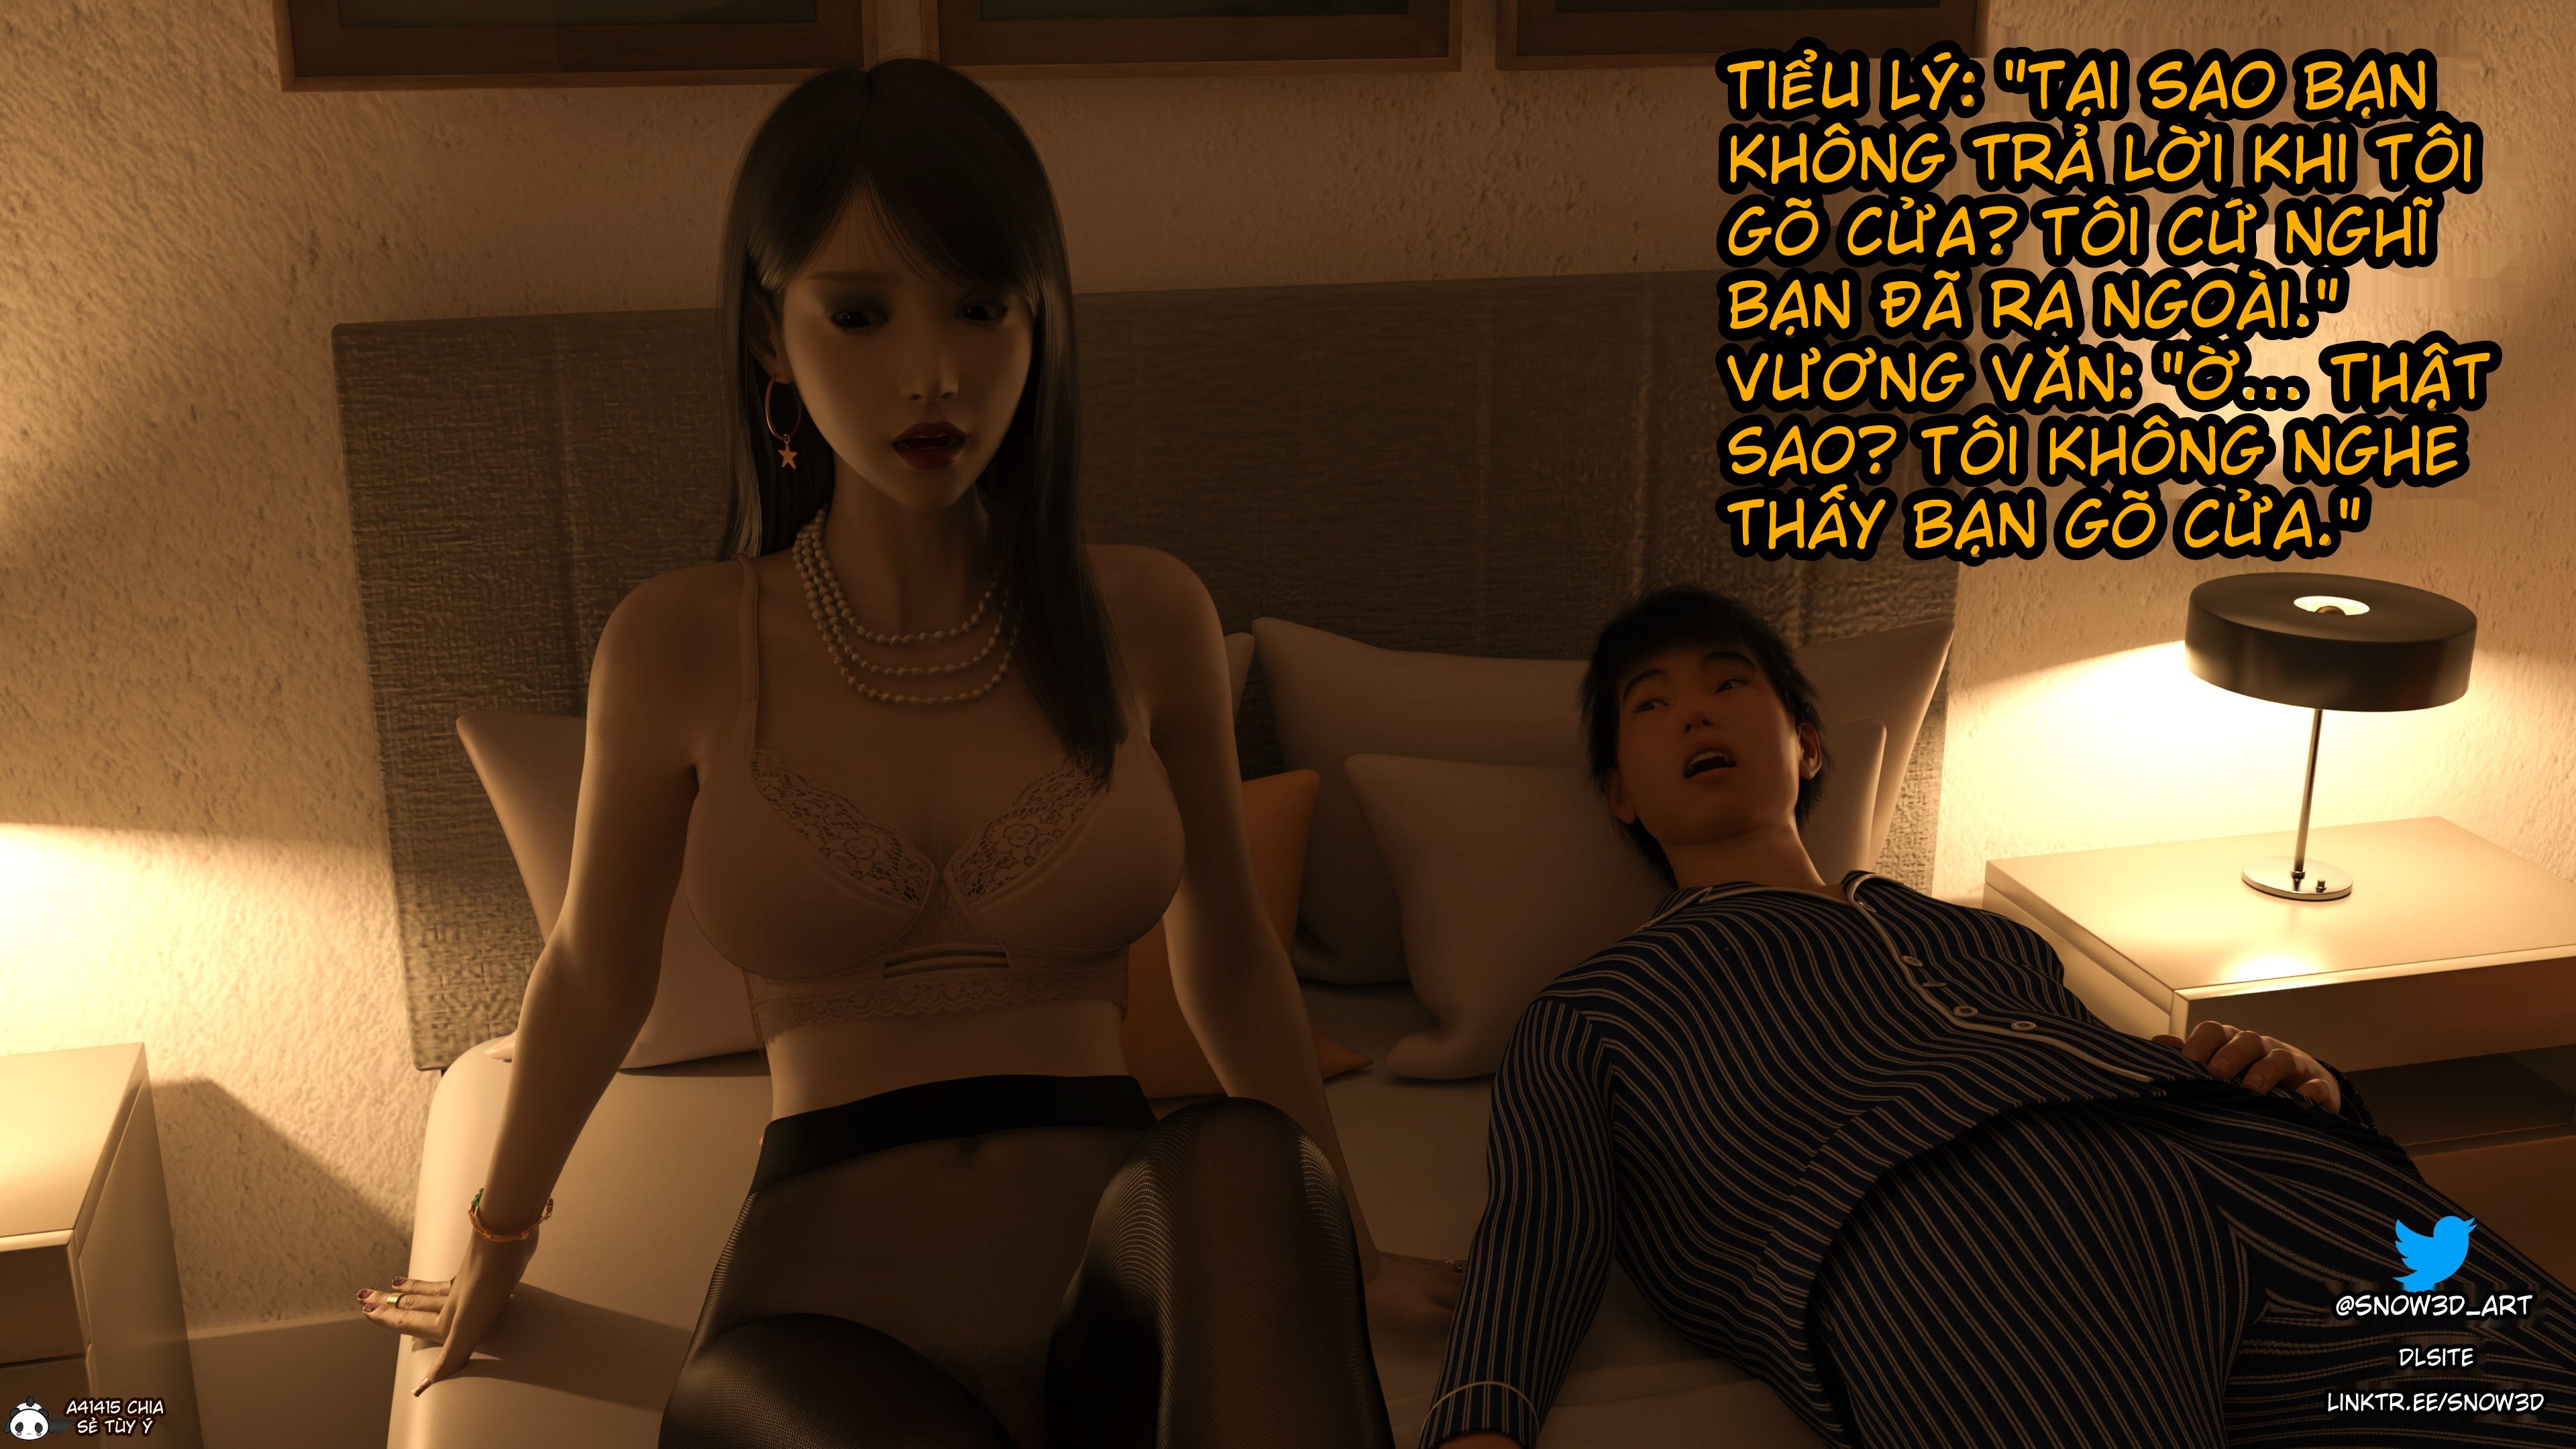 TIỂU LÝ: "TẠI SAO BẠN
KHÔNG TRẢ LỜI KHI TÔI
GÕ CỬA? TÔI CỨ NGHĨ
BẠN ĐÃ RA NGOÀI."
VƯƠNG VĂN: "Ờ... THẬT
SAO? TÔI KHÔNG NGHE
THẤY BẠN GÕ CỬA."
@SNOW3D_ART
DLSITE
LINKTR.EE/SNOW3D
A41415 CHIA
SẺ TÙY Ý